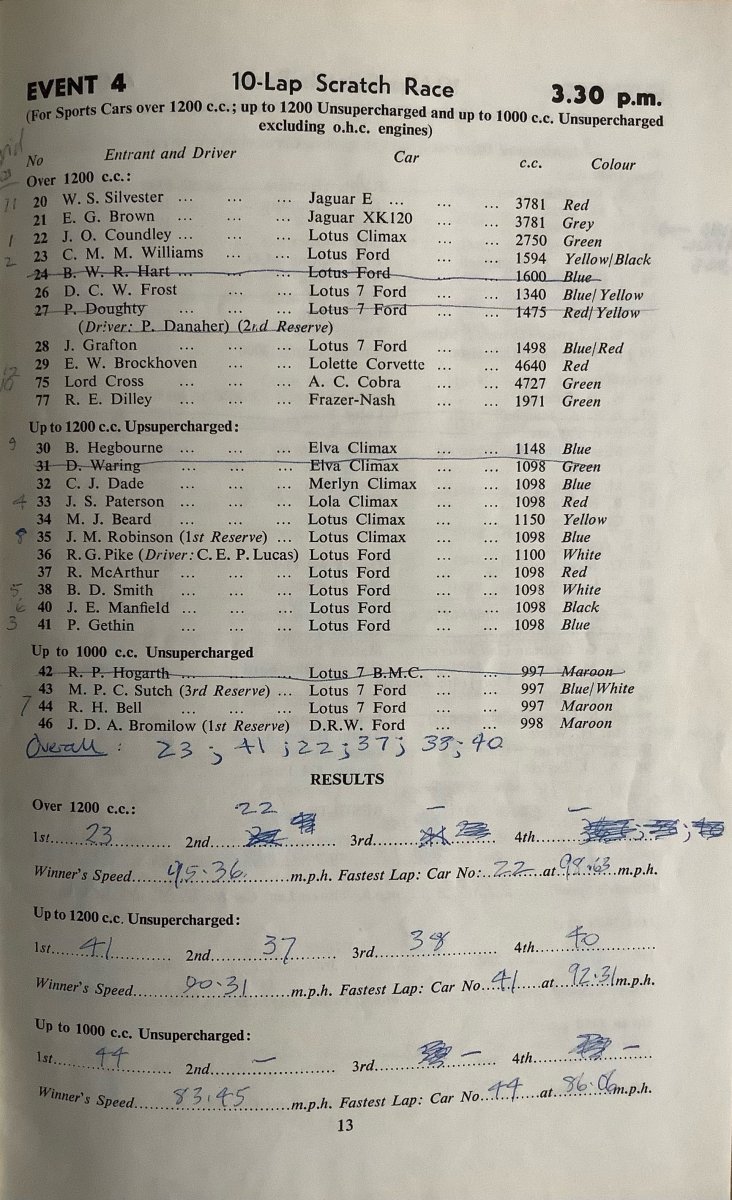 EVENT 4 10-Lap Scratch Race 3.30 p.m.
(For Sports Cars over 1200 c.c.; up to 1200 Unsupercharged and up to 1000 c.c. Unsupercharged
excluding o.h.c. engines)
No Entrant and Driver Car c.c. Colour
Over 1200 c.c.:
11 20 W. S. Silvester ... ... ... Jaguar E ... ... ... 3781 Red
21 E. G. Brown ... ... ... Jaguar XK120 ... ... 3781 Grey
1 22 J. O. Coundley ... ... ... Lotus Climax ... ... 2750 Green
2 23 C. M. M. Williams ... ... Lotus Ford ... ... 1594 Yellow/Black
24 B. W. R. Hart ... ... ... Lotus Ford ... ... 1600 Blue
26 D. C. W. Frost ... ... Lotus 7 Ford ... ... 1340 Blue/Yellow
27 P. Doughty ... ... Lotus 7 Ford ... ... 1475 Red/Yellow
(Driver: P. Danaher) (2nd Reserve)
28 J. Grafton ... ... Lotus 7 Ford ... ... 1498 Blue/Red
29 E. W. Brockhoven ... ... Lolette Corvette ... ... 4640 Red
75 Lord Cross ... ... ... A. C. Cobra ... ... 4727 Green
77 R. E. Dilley ... ... ... Frazer-Nash ... ... 1971 Green
Up to 1200 c.c. Upsupercharged:
9 30 B. Hegbourne ... ... ... Elva Climax ... ... 1148 Blue
31 D. Waring ... ... ... Elva Climax ... ... 1098 Green
32 C. J. Dade ... ... ... Merlyn Climax ... ... 1098 Blue
4 33 J. S. Paterson ... ... ... Lola Climax ... ... 1098 Red
34 M. J. Beard ... ... ... Lotus Climax ... ... 1150 Yellow
8 35 J. M. Robinson (1st Reserve) ... Lotus Climax ... ... 1098 Blue
36 R. G. Pike (Driver: C. E. P. Lucas) Lotus Ford ... ... 1100 White
37 R. McArthur ... ... ... Lotus Ford ... ... 1098 Red
5 38 B. D. Smith ... ... ... Lotus Ford ... ... 1098 White
6 40 J. E. Manfield ... ... ... Lotus Ford ... ... 1098 Black
3 41 P. Gethin ... ... ... Lotus Ford ... ... 1098 Blue
Up to 1000 c.c. Unsupercharged
42 R. P. Hogarth ... ... ... Lotus 7 B.M.C. ... ... 997 Maroon
43 M. P. C. Sutch (3rd Reserve) ... Lotus 7 Ford ... ... 997 Blue/White
7 44 R. H. Bell ... ... ... Lotus 7 Ford ... ... 997 Maroon
46 J. D. A. Bromilow (1st Reserve) D.R.W. Ford ... ... 998 Maroon
Overall : 23 ; 41 ; 22 ; 37 ; 38 ; 40
RESULTS
Over 1200 c.c.: 22 – –
1st...23... 2nd... 3rd... 4th...
Winner's Speed...95.36...m.p.h. Fastest Lap: Car No:..22..at..98.63 m.p.h.
Up to 1200 c.c. Unsupercharged:
1st...41... 2nd...37... 3rd...38... 4th...40...
Winner's Speed...90.31...m.p.h. Fastest Lap: Car No...41...at...92.31 m.p.h.
Up to 1000 c.c. Unsupercharged:
1st...44... 2nd...–... 3rd...–... 4th...–...
Winner's Speed...83.45...m.p.h. Fastest Lap: Car No...44...at...86.06 m.p.h.
13